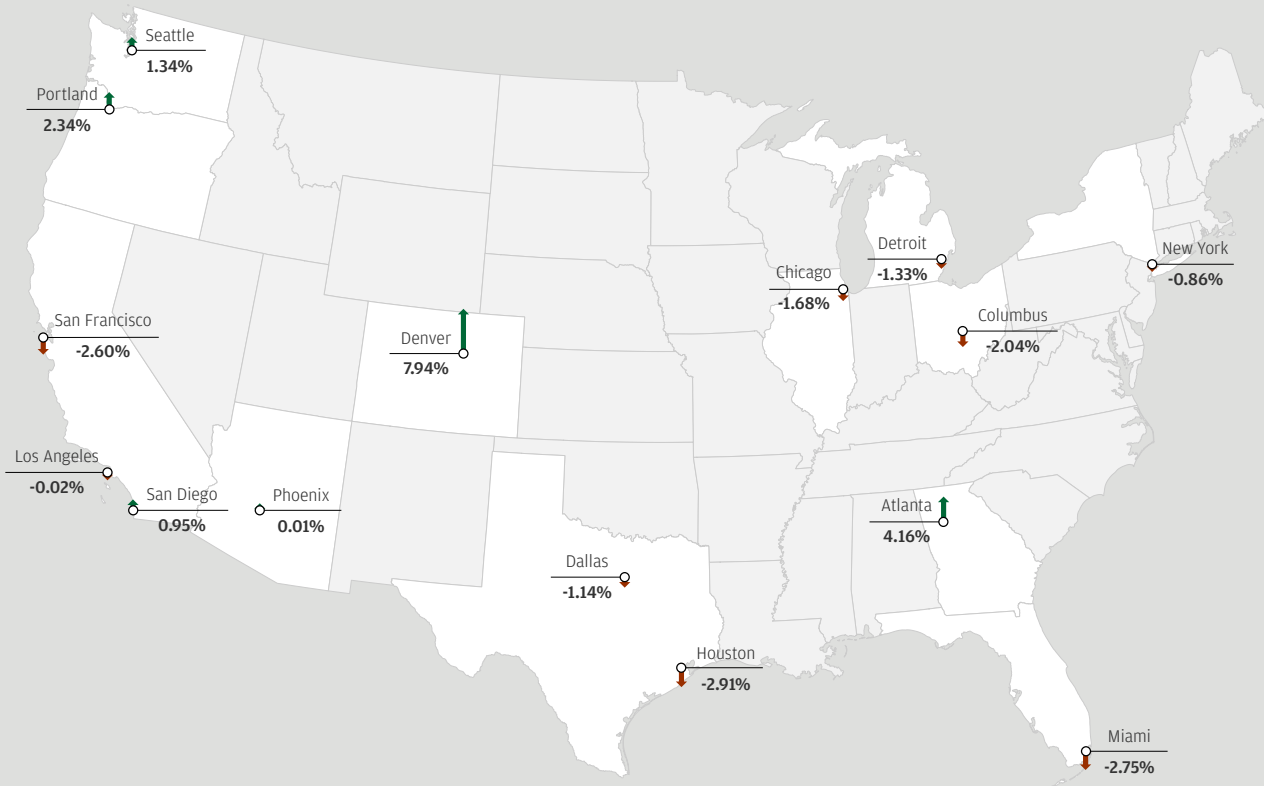 Seattle
1.34%
Portland
2.34%
San Francisco
-2.60%
Los Angeles
-0.02%
San Diego
0.95%
Phoenix
0.01%
Denver
7.94%
Dallas
-1.14%
Houston
-2.91%
Chicago
-1.68%
Detroit
-1.33%
Columbus
-2.04%
New York
-0.86%
Atlanta
4.16%
Miami
-2.75%